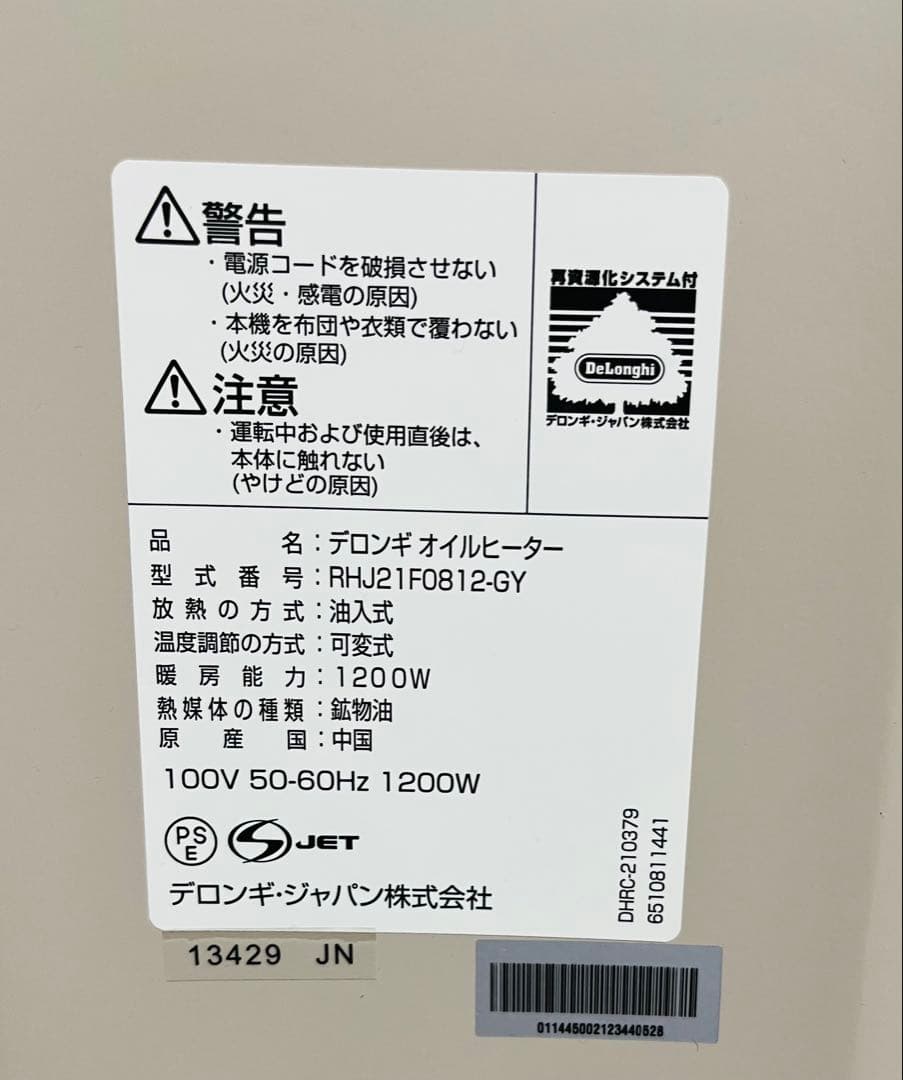 警告
・電源コードを破損させない
(火災・感電の原因)
・本機を布団や衣類で覆わない
(火災の原因)
注意
・運転中および使用直後は、
本体に触れない
(やけどの原因)
再資源化システム付
DeLonghi
デロンギ・ジャパン株式会社
品名：デロンギ オイルヒーター
型式番号：RHJ21F0812-GY
放熱の方式：油入式
温度調節の方式：可変式
暖房能力：1200W
熱媒体の種類：鉱物油
原産国：中国
100V 50-60Hz 1200W
PSE
S JET
デロンギ・ジャパン株式会社
DHRC-210379
6510811441
13429 JN
011445002123440528